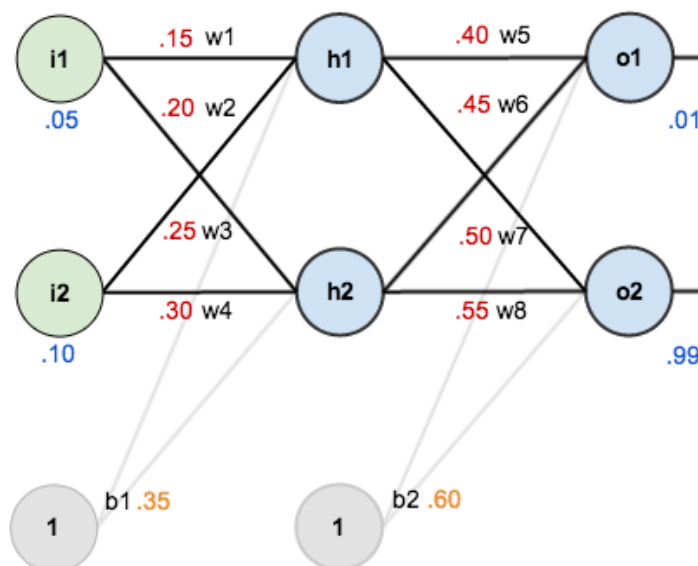 .15 w1
.40 w5
i1
h1
o1
.20 w2
.45 w6
.05
.01
.25 w3
.50 w7
i2
h2
o2
.30 w4
.55 w8
.10
.99
b1 .35
b2 .60
1
1